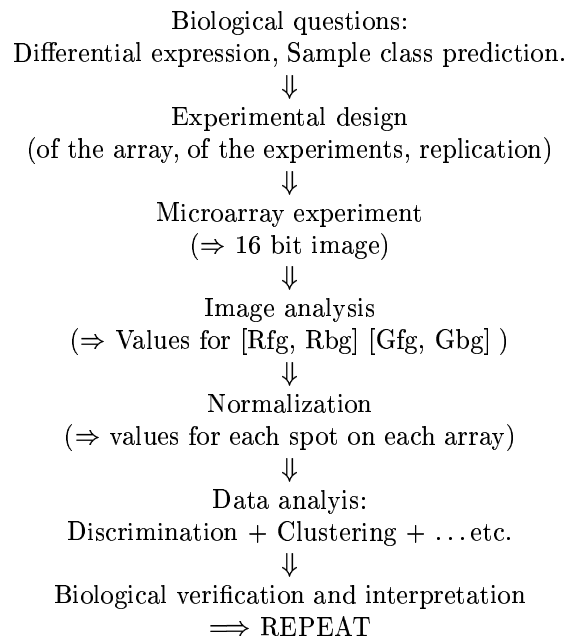 Biological questions:
Differential expression, Sample class prediction.
⇓
Experimental design
(of the array, of the experiments, replication)
⇓
Microarray experiment
(⇒ 16 bit image)
⇓
Image analysis
(⇒ Values for [Rfg, Rbg] [Gfg, Gbg] )
⇓
Normalization
(⇒ values for each spot on each array)
⇓
Data analyis:
Discrimination + Clustering + ...etc.
⇓
Biological verification and interpretation
⟹ REPEAT